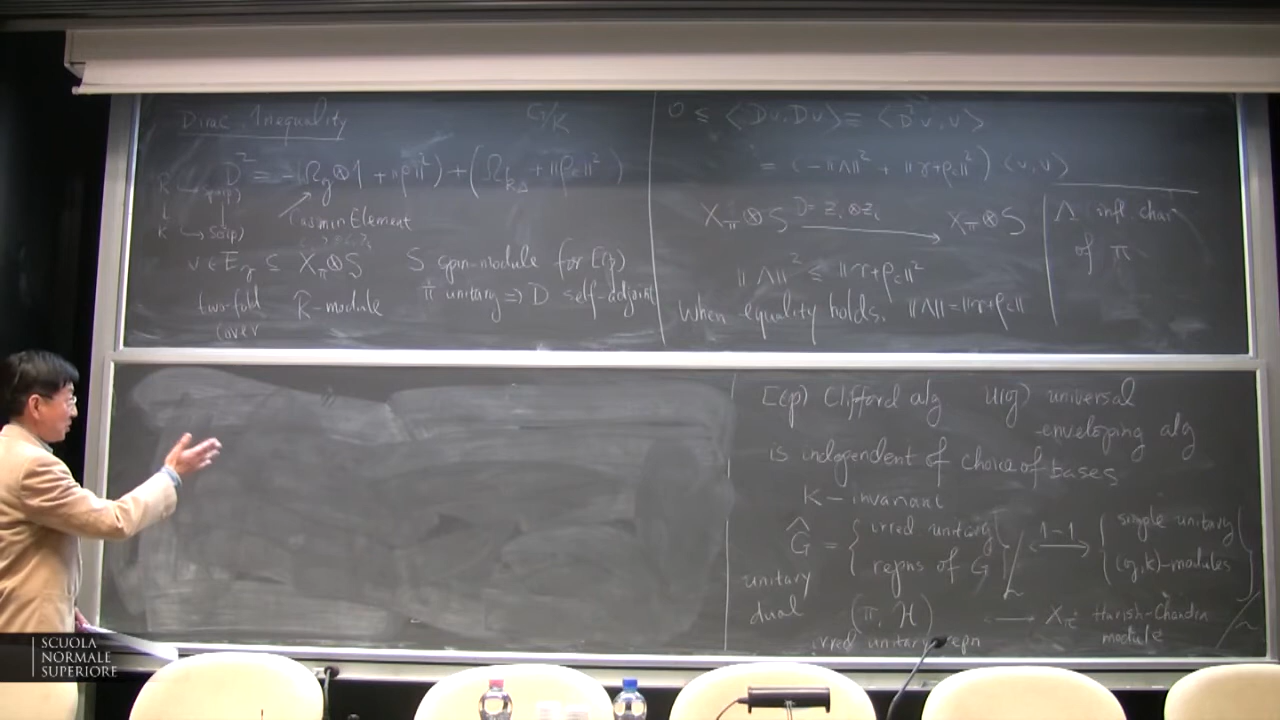 Dirac Inequality G/K
D² = -(Ω_g⊗1 + ‖ρ‖²) + (Ω_{k_Δ} + ‖ρ_c‖²)
Casmin Element
v ∈ E_γ ⊆ X_π⊗S S spin-module for C(p)
two-fold cover K̃-module π unitary ⇒ D self-adjoint
0 ≤ ⟨Dv, Dv⟩ = ⟨D²v, v⟩
= (-‖Λ‖² + ‖γ+ρ_c‖²) ⟨v, v⟩
X_π⊗S D= Z_i⊗Z_i ⟶ X_π⊗S
Λ infl. char
of π
‖Λ‖² ≤ ‖γ+ρ_c‖²
When equality holds, ‖Λ‖=‖γ+ρ_c‖
C(p) Clifford alg U(g) universal
enveloping alg
is independent of choice of bases
K-invariant
Ĝ = { irred unitary repns of G }/~ ⟷ 1-1 { simple unitary (g,K)-modules }/~
unitary
dual (π, H) ⟶ X_π Harish-Chandra
module
irred unitary repn
SCUOLA
NORMALE
SUPERIORE